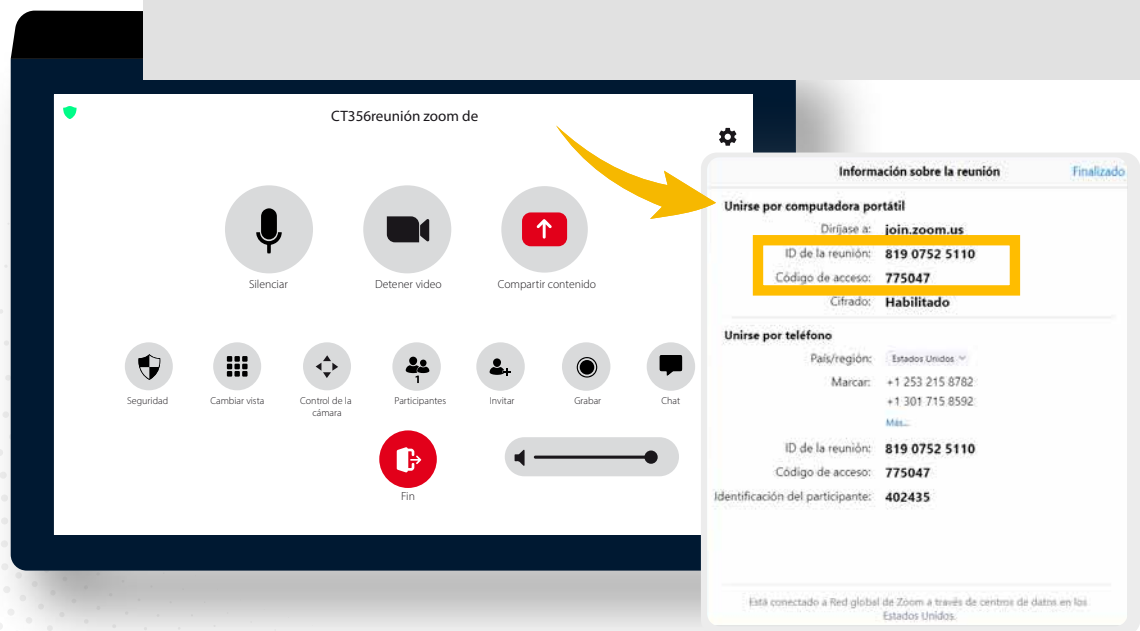 CT356reunión zoom de
Silenciar
Detener video
Compartir contenido
Seguridad
Cambiar vista
Control de la
cámara
1
Participantes
Invitar
Grabar
Chat
Fin
Información sobre la reunión
Finalizado
Unirse por computadora portátil
Diríjase a: join.zoom.us
ID de la reunión: 819 0752 5110
Código de acceso: 775047
Cifrado: Habilitado
Unirse por teléfono
País/región: Estados Unidos
Marcar: +1 253 215 8782
+1 301 715 8592
Más...
ID de la reunión: 819 0752 5110
Código de acceso: 775047
Identificación del participante: 402435
Está conectado a Red global de Zoom a través de centros de datos en los
Estados Unidos.